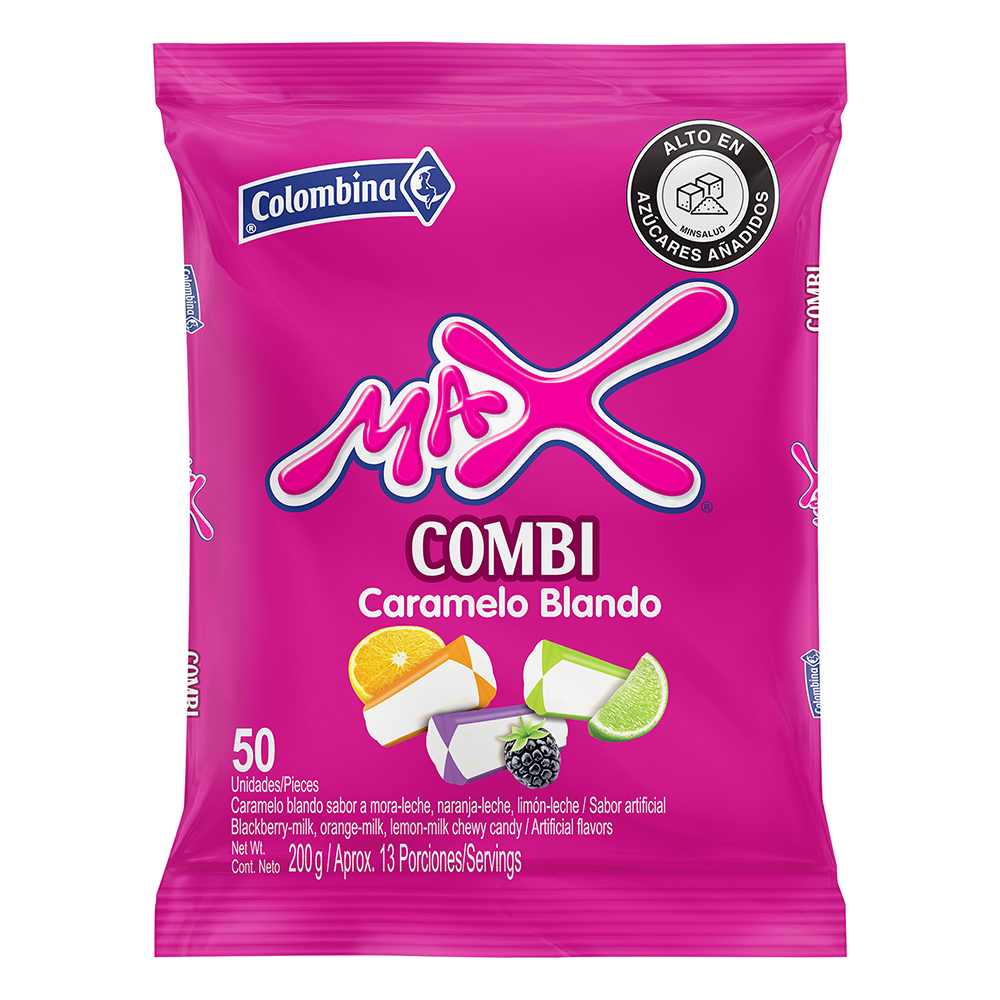 Colombina
®
ALTO EN
AZÚCARES AÑADIDOS
MINSALUD
MAX
®
COMBI
Caramelo Blando
50
Unidades/Pieces
Caramelo blando sabor a mora-leche, naranja-leche, limón-leche / Sabor artificial
Blackberry-milk, orange-milk, lemon-milk chewy candy / Artificial flavors
Net Wt.
Cont. Neto 200 g / Aprox. 13 Porciones/Servings
Colombina
COMBI
COMBI
Colombina